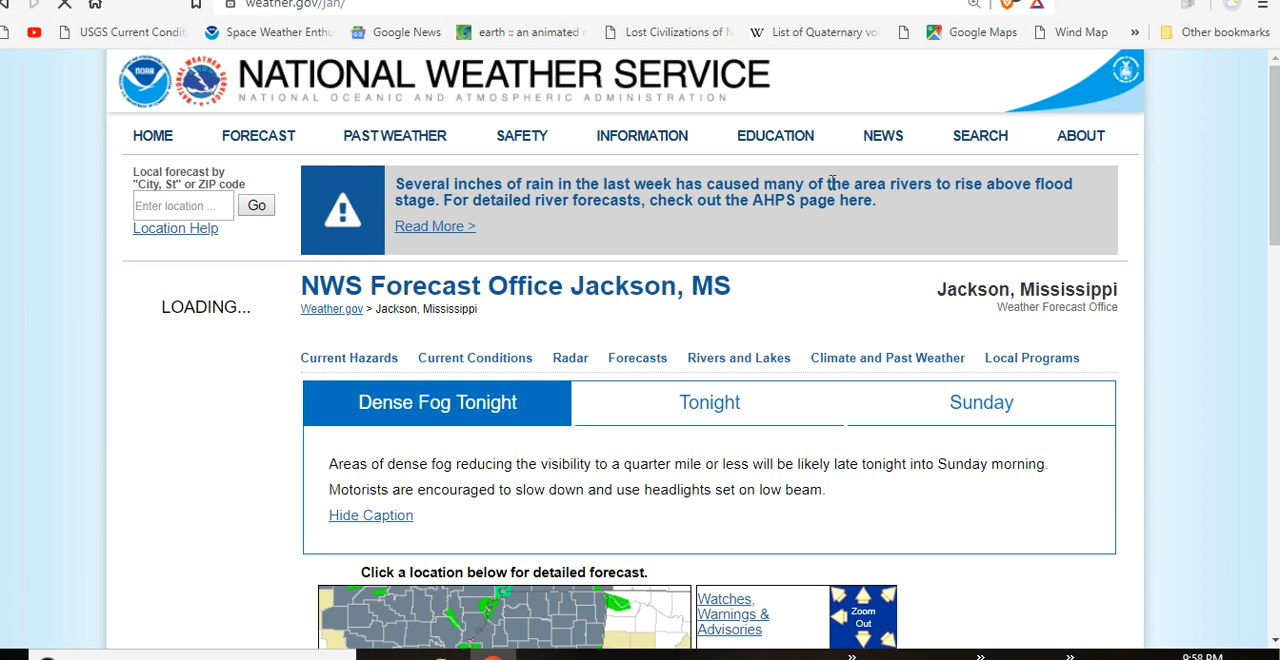 weather.gov/jan/
USGS Current Condit
Space Weather Enthu
Google News
earth :: an animated
Lost Civilizations of N
List of Quaternary vo
Google Maps
Wind Map
»
Other bookmarks
NOAA
NATIONAL WEATHER SERVICE
NATIONAL OCEANIC AND ATMOSPHERIC ADMINISTRATION
HOME FORECAST PAST WEATHER SAFETY INFORMATION EDUCATION NEWS SEARCH ABOUT
Local forecast by
"City, St" or ZIP code
Enter location ...
Go
Location Help
Several inches of rain in the last week has caused many of the area rivers to rise above flood
stage. For detailed river forecasts, check out the AHPS page here.
Read More >
LOADING...
NWS Forecast Office Jackson, MS
Weather.gov > Jackson, Mississippi
Jackson, Mississippi
Weather Forecast Office
Current Hazards Current Conditions Radar Forecasts Rivers and Lakes Climate and Past Weather Local Programs
Dense Fog Tonight
Tonight
Sunday
Areas of dense fog reducing the visibility to a quarter mile or less will be likely late tonight into Sunday morning.
Motorists are encouraged to slow down and use headlights set on low beam.
Hide Caption
Click a location below for detailed forecast.
Watches,
Warnings &
Advisories
Zoom
Out
9:58 PM